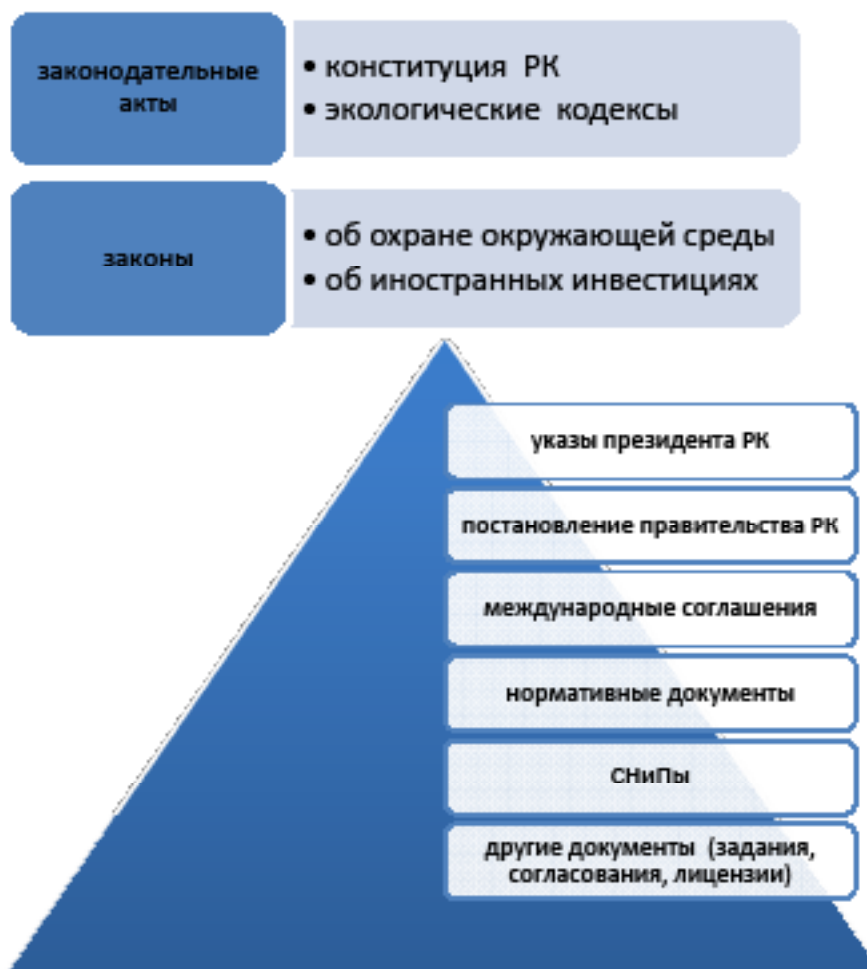 законодательные
акты
• конституция РК
• экологические кодексы
законы
• об охране окружающей среды
• об иностранных инвестициях
указы президента РК
постановление правительства РК
международные соглашения
нормативные документы
СНиПы
другие документы (задания,
согласования, лицензии)